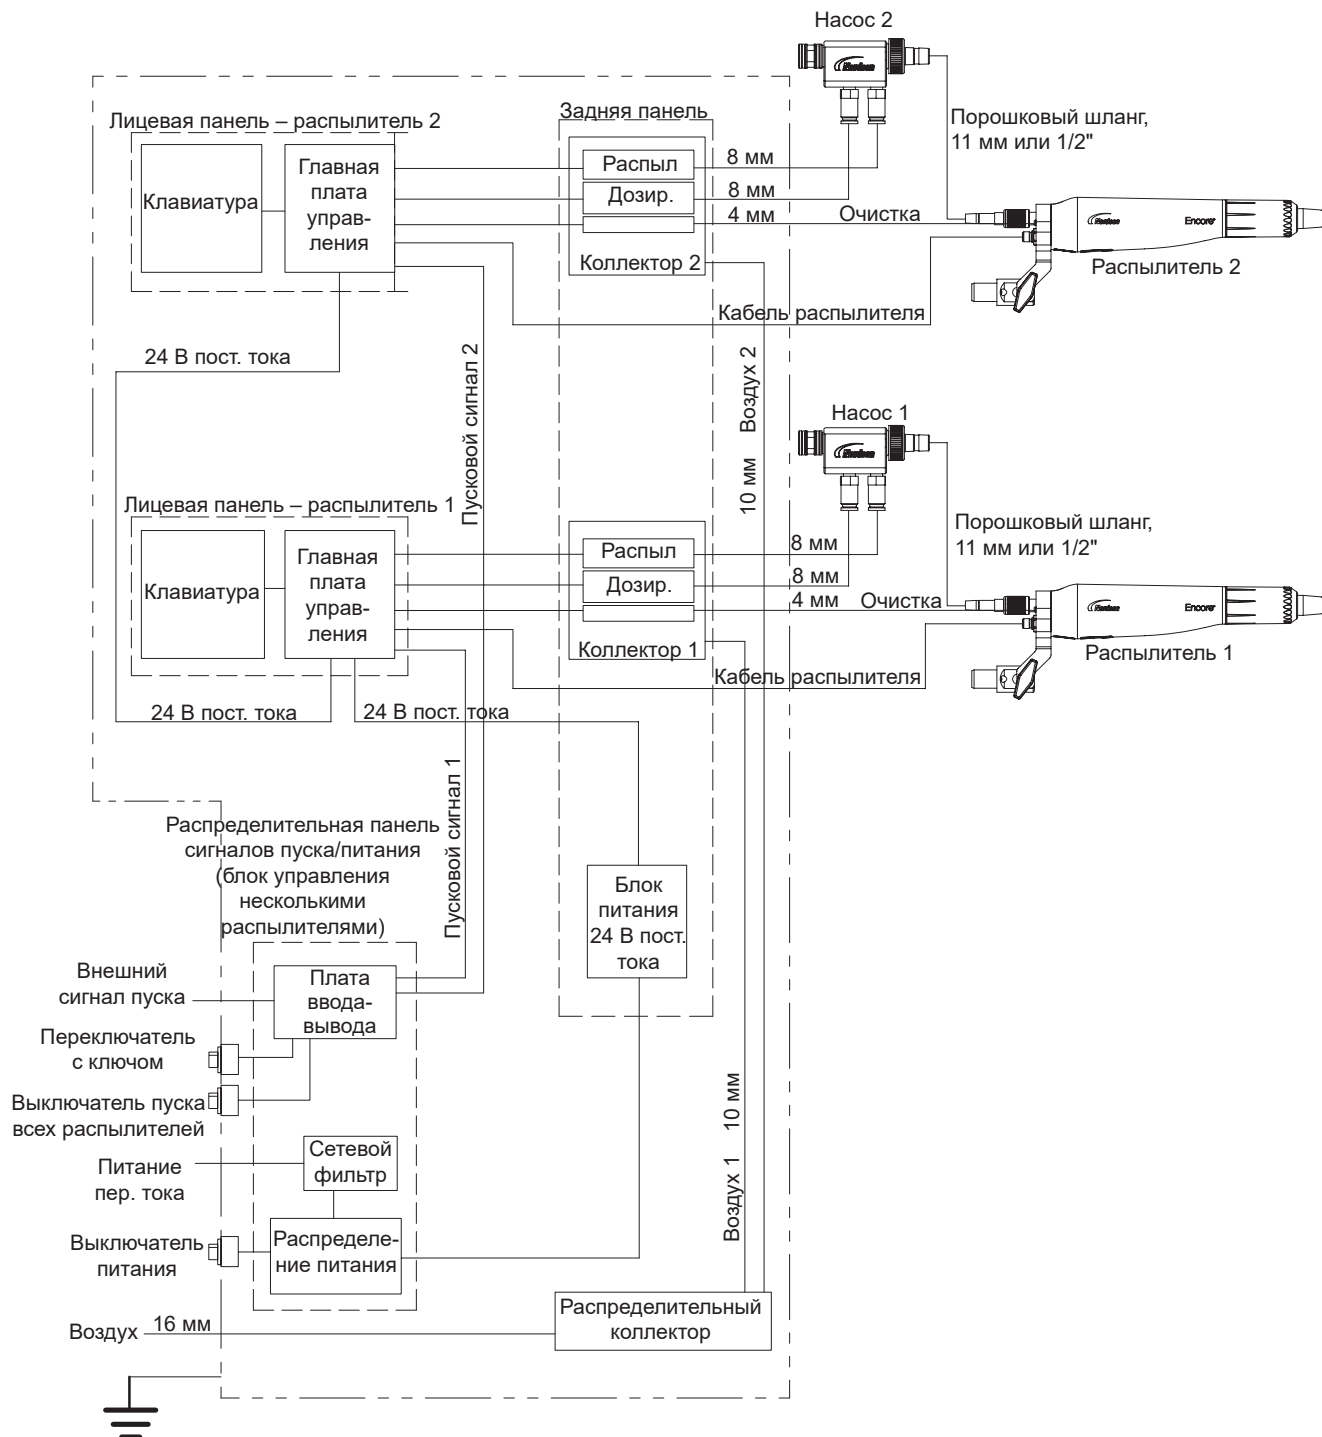 Насос 2
Nordson
Лицевая панель – распылитель 2
Задняя панель
Порошковый шланг,
11 мм или 1/2"
Клавиатура
Главная
плата
управ-
ления
Распыл
Дозир.
8 мм
8 мм
4 мм
Очистка
Коллектор 2
Nordson
Encore
Распылитель 2
Кабель распылителя
24 В пост. тока
Пусковой сигнал 2
10 мм Воздух 2
Насос 1
Nordson
Лицевая панель – распылитель 1
Порошковый шланг,
11 мм или 1/2"
Клавиатура
Главная
плата
управ-
ления
Распыл
Дозир.
8 мм
8 мм
4 мм
Очистка
Коллектор 1
Nordson
Encore
Распылитель 1
Кабель распылителя
24 В пост. тока
24 В пост. тока
Пусковой сигнал 1
Распределительная панель
сигналов пуска/питания
(блок управления
несколькими
распылителями)
Блок
питания
24 В пост.
тока
Внешний
сигнал пуска
Плата
ввода-
вывода
Переключатель
с ключом
Выключатель пуска
всех распылителей
Воздух 1 10 мм
Питание
пер. тока
Сетевой
фильтр
Выключатель
питания
Распределе-
ние питания
Воздух
16 мм
Распределительный
коллектор